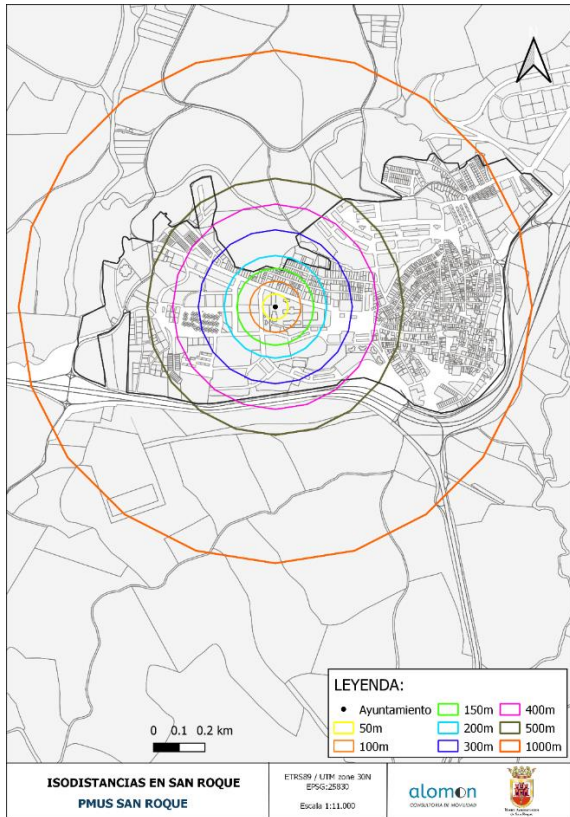 LEYENDA:
Ayuntamiento
50m
100m
150m
200m
300m
400m
500m
1000m
0 0.1 0.2 km
ISODISTANCIAS EN SAN ROQUE
PMUS SAN ROQUE
ETRS89 / UTM zone 30N
EPSG:25830
Escala 1:11.000
alomon
CONSULTORIA DE MOVILIDAD